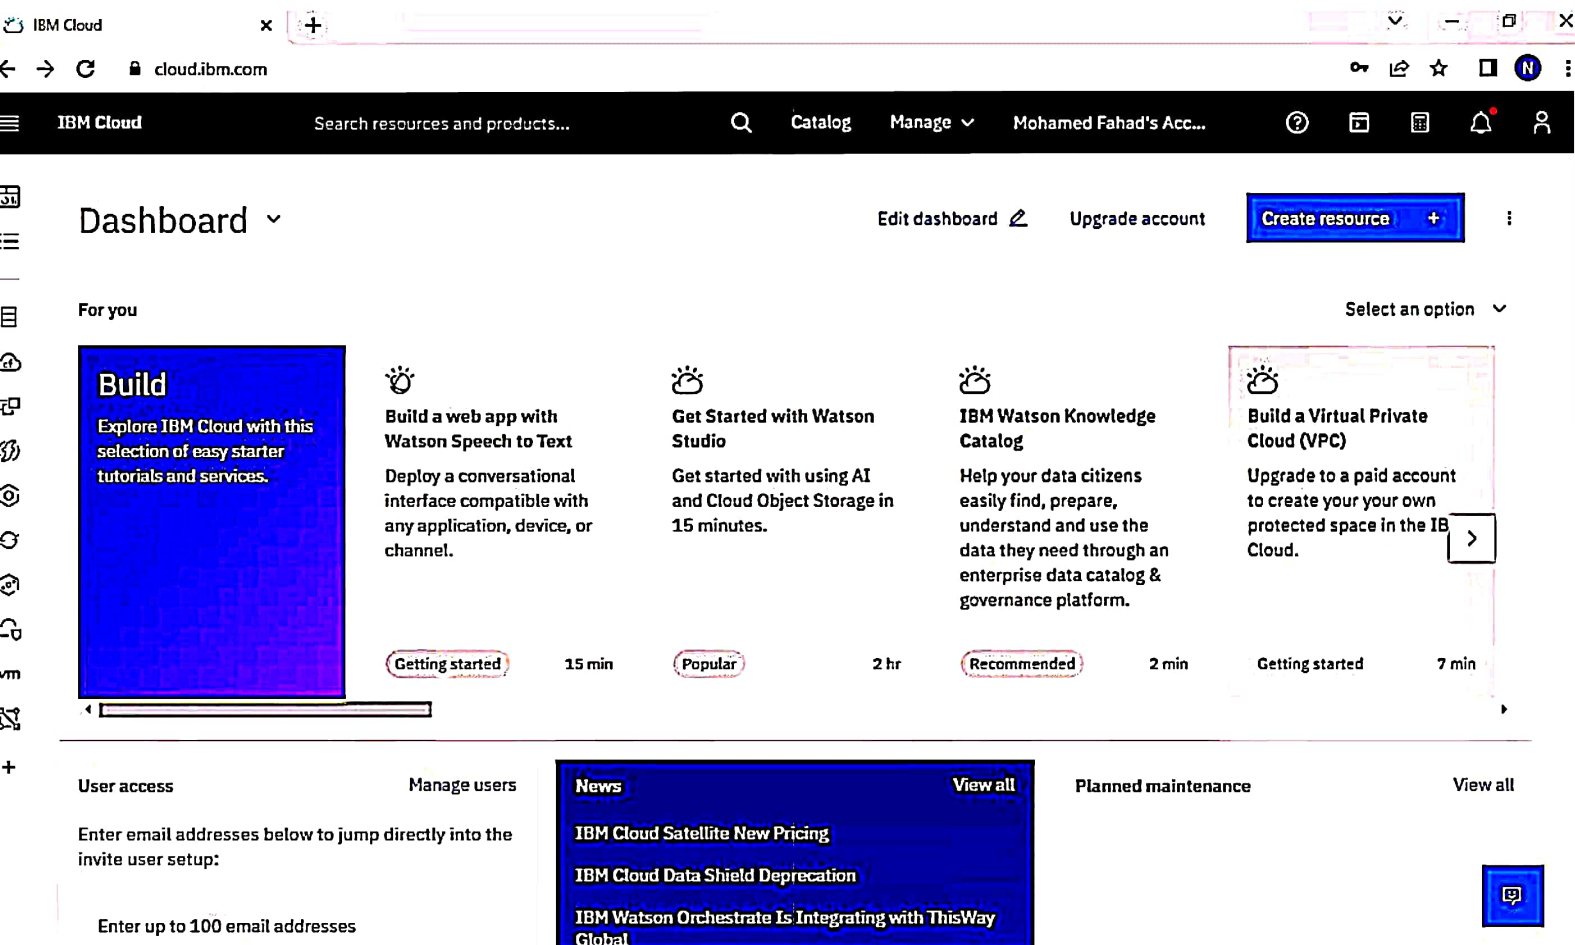 IBM Cloud
cloud.ibm.com
N
IBM Cloud
Search resources and products...
Catalog
Manage
Mohamed Fahad's Acc...
Dashboard
Edit dashboard
Upgrade account
Create resource +
For you
Select an option
Build
Explore IBM Cloud with this
selection of easy starter
tutorials and services.
Build a web app with
Watson Speech to Text
Deploy a conversational
interface compatible with
any application, device, or
channel.
Getting started
15 min
Get Started with Watson
Studio
Get started with using AI
and Cloud Object Storage in
15 minutes.
Popular
2 hr
IBM Watson Knowledge
Catalog
Help your data citizens
easily find, prepare,
understand and use the
data they need through an
enterprise data catalog &
governance platform.
Recommended
2 min
Build a Virtual Private
Cloud (VPC)
Upgrade to a paid account
to create your your own
protected space in the IB
Cloud.
Getting started
7 min
vm
User access
Manage users
Enter email addresses below to jump directly into the
invite user setup:
Enter up to 100 email addresses
News
View all
IBM Cloud Satellite New Pricing
IBM Cloud Data Shield Deprecation
IBM Watson Orchestrate Is Integrating with ThisWay
Global
Planned maintenance
View all